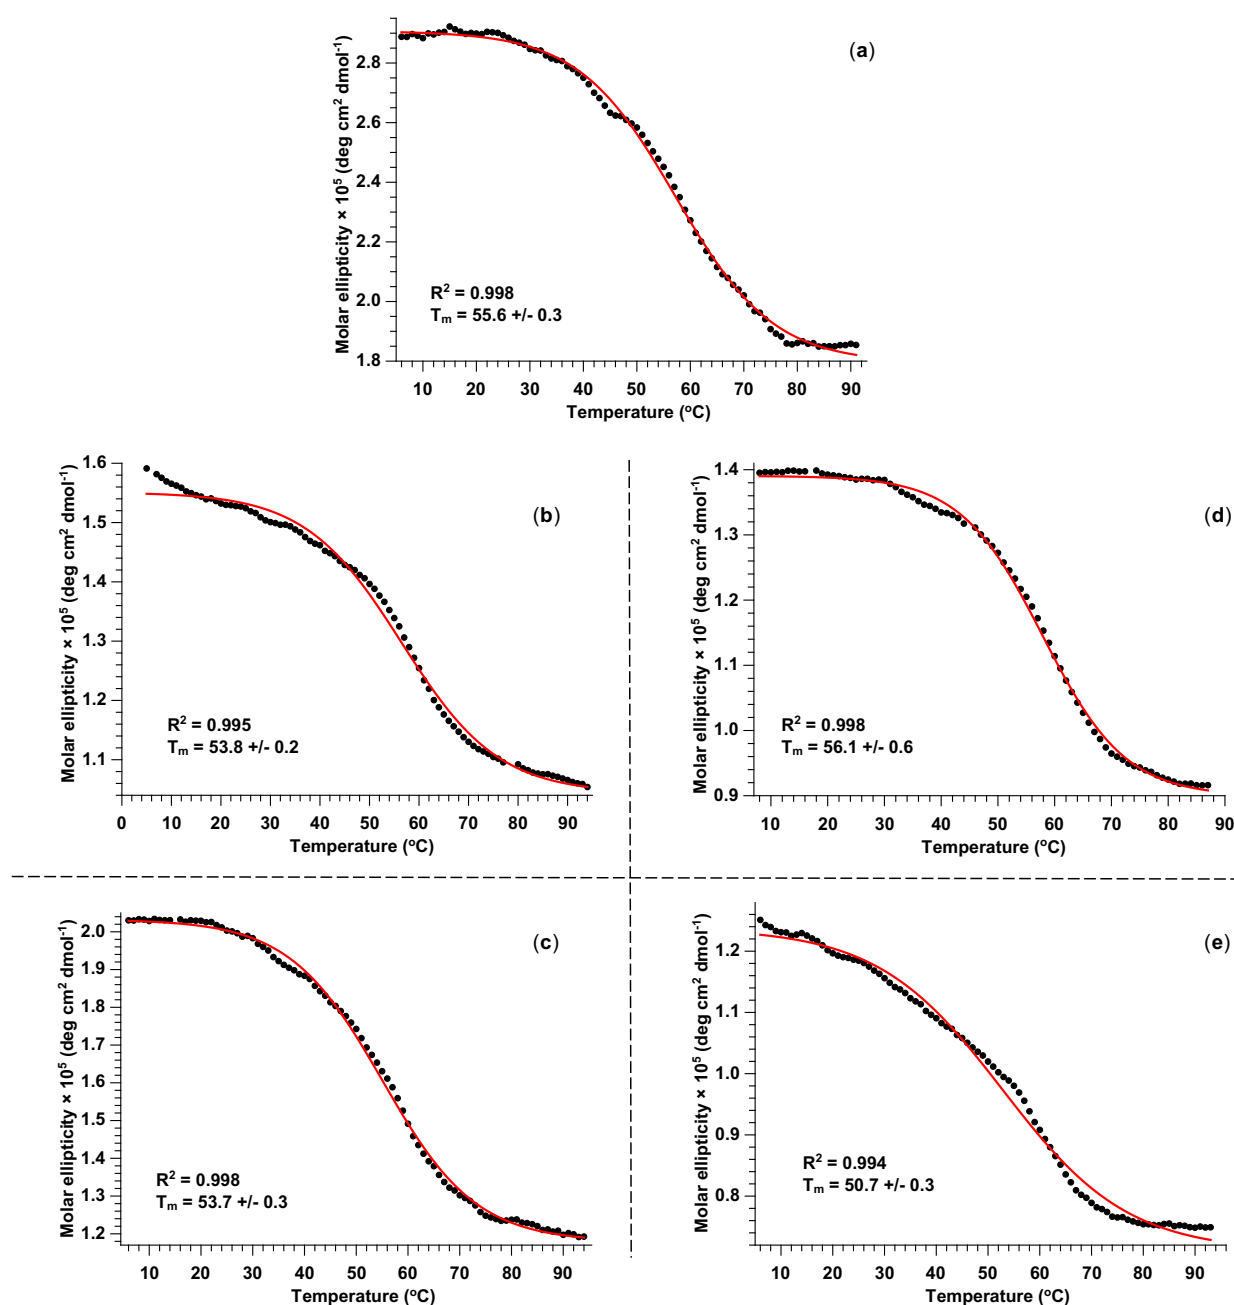 (a)
Molar ellipticity × 10⁵ (deg cm² dmol⁻¹)
2.8
2.6
2.4
2.2
2.0
1.8
R² = 0.998
Tₘ = 55.6 +/- 0.3
10 20 30 40 50 60 70 80 90
Temperature (°C)
(b)
Molar ellipticity × 10⁵ (deg cm² dmol⁻¹)
1.6
1.5
1.4
1.3
1.2
1.1
R² = 0.995
Tₘ = 53.8 +/- 0.2
0 10 20 30 40 50 60 70 80 90
Temperature (°C)
(d)
Molar ellipticity × 10⁵ (deg cm² dmol⁻¹)
1.4
1.3
1.2
1.1
1.0
0.9
R² = 0.998
Tₘ = 56.1 +/- 0.6
10 20 30 40 50 60 70 80 90
Temperature (°C)
(c)
Molar ellipticity × 10⁵ (deg cm² dmol⁻¹)
2.0
1.9
1.8
1.7
1.6
1.5
1.4
1.3
1.2
R² = 0.998
Tₘ = 53.7 +/- 0.3
10 20 30 40 50 60 70 80 90
Temperature (°C)
(e)
Molar ellipticity × 10⁵ (deg cm² dmol⁻¹)
1.2
1.1
1.0
0.9
0.8
R² = 0.994
Tₘ = 50.7 +/- 0.3
10 20 30 40 50 60 70 80 90
Temperature (°C)